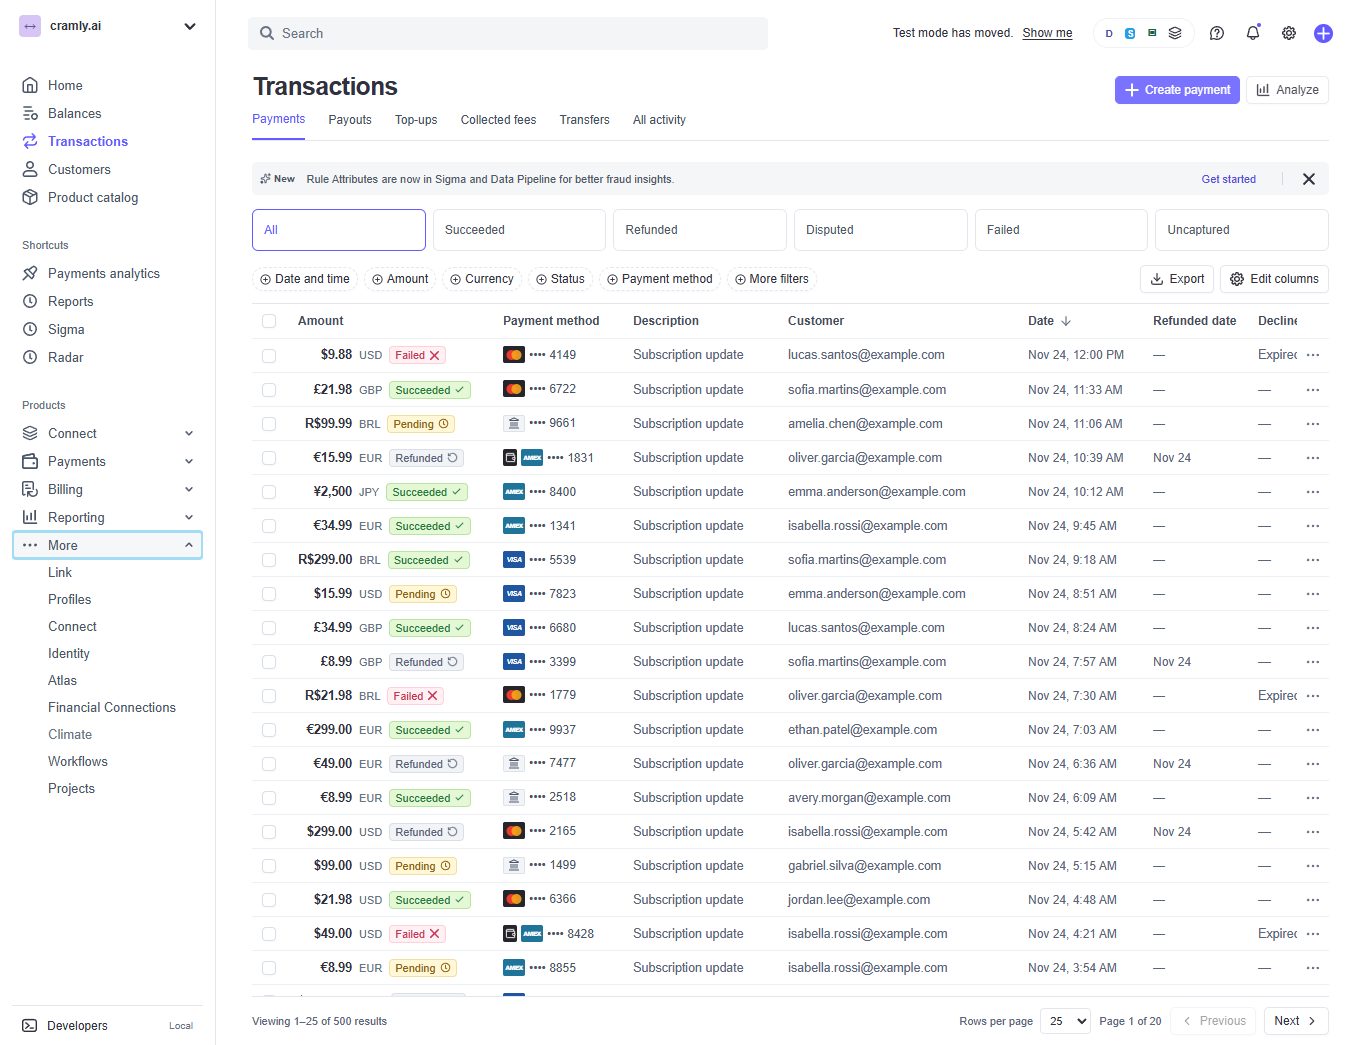 cramly.ai
Search
Test mode has moved. Show me
Home
Balances
Transactions
Customers
Product catalog
Shortcuts
Payments analytics
Reports
Sigma
Radar
Products
Connect
Payments
Billing
Reporting
More
Link
Profiles
Connect
Identity
Atlas
Financial Connections
Climate
Workflows
Projects
Developers Local
Transactions
Create payment Analyze
Payments Payouts Top-ups Collected fees Transfers All activity
New Rule Attributes are now in Sigma and Data Pipeline for better fraud insights. Get started
All Succeeded Refunded Disputed Failed Uncaptured
Date and time Amount Currency Status Payment method More filters Export Edit columns
Amount Payment method Description Customer Date Refunded date Decline
$9.88 USD Failed •••• 4149 Subscription update lucas.santos@example.com Nov 24, 12:00 PM — Expired
£21.98 GBP Succeeded •••• 6722 Subscription update sofia.martins@example.com Nov 24, 11:33 AM — —
R$99.99 BRL Pending •••• 9661 Subscription update amelia.chen@example.com Nov 24, 11:06 AM — —
€15.99 EUR Refunded AMEX •••• 1831 Subscription update oliver.garcia@example.com Nov 24, 10:39 AM Nov 24 —
¥2,500 JPY Succeeded AMEX •••• 8400 Subscription update emma.anderson@example.com Nov 24, 10:12 AM — —
€34.99 EUR Succeeded AMEX •••• 1341 Subscription update isabella.rossi@example.com Nov 24, 9:45 AM — —
R$299.00 BRL Succeeded VISA •••• 5539 Subscription update sofia.martins@example.com Nov 24, 9:18 AM — —
$15.99 USD Pending VISA •••• 7823 Subscription update emma.anderson@example.com Nov 24, 8:51 AM — —
£34.99 GBP Succeeded VISA •••• 6680 Subscription update lucas.santos@example.com Nov 24, 8:24 AM — —
£8.99 GBP Refunded VISA •••• 3399 Subscription update sofia.martins@example.com Nov 24, 7:57 AM Nov 24 —
R$21.98 BRL Failed •••• 1779 Subscription update oliver.garcia@example.com Nov 24, 7:30 AM — Expired
€299.00 EUR Succeeded AMEX •••• 9937 Subscription update ethan.patel@example.com Nov 24, 7:03 AM — —
€49.00 EUR Refunded •••• 7477 Subscription update oliver.garcia@example.com Nov 24, 6:36 AM Nov 24 —
€8.99 EUR Succeeded •••• 2518 Subscription update avery.morgan@example.com Nov 24, 6:09 AM — —
$299.00 USD Refunded •••• 2165 Subscription update isabella.rossi@example.com Nov 24, 5:42 AM Nov 24 —
$99.00 USD Pending •••• 1499 Subscription update gabriel.silva@example.com Nov 24, 5:15 AM — —
$21.98 USD Succeeded •••• 6366 Subscription update jordan.lee@example.com Nov 24, 4:48 AM — —
$49.00 USD Failed AMEX •••• 8428 Subscription update isabella.rossi@example.com Nov 24, 4:21 AM — Expired
€8.99 EUR Pending AMEX •••• 8855 Subscription update isabella.rossi@example.com Nov 24, 3:54 AM — —
Viewing 1–25 of 500 results Rows per page 25 Page 1 of 20 Previous Next